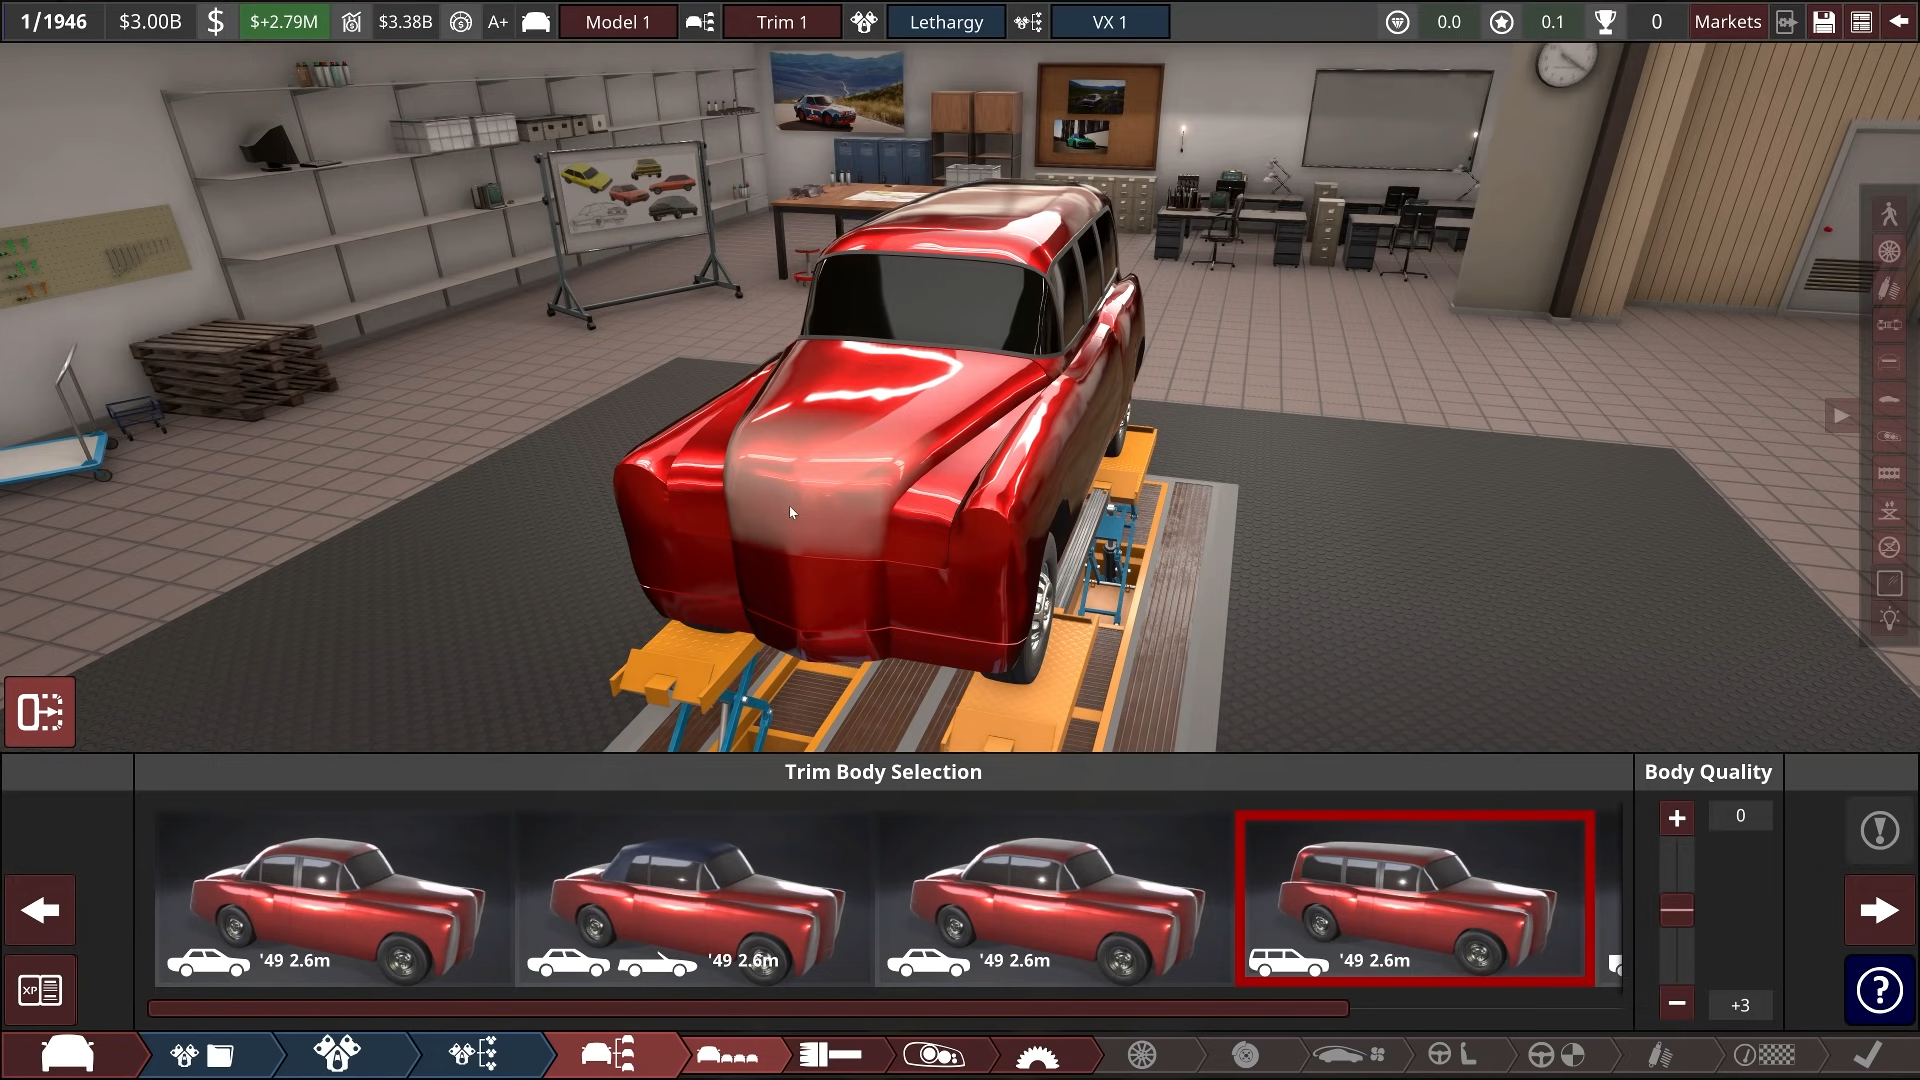 1/1946 $3.00B $+2.79M $3.38B A+ Model 1 Trim 1 Lethargy VX 1 0.0 0.1 0 Markets
Trim Body Selection
Body Quality
0
'49 2.6m
'49 2.6m
'49 2.6m
'49 2.6m
+3
XP
?